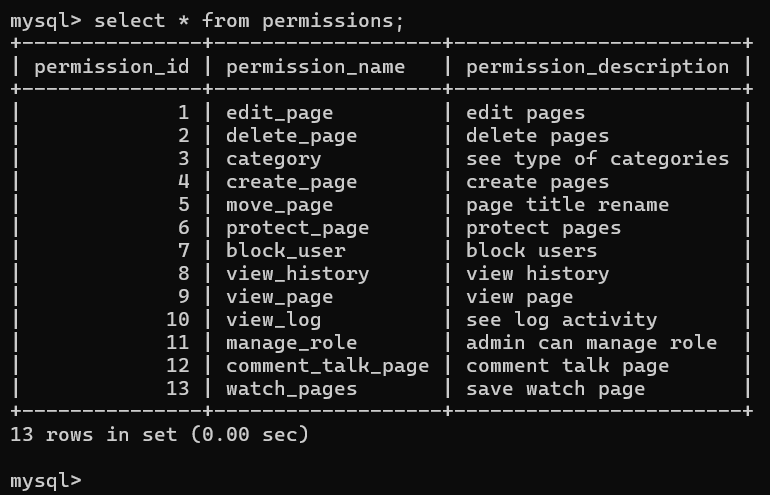 mysql> select * from permissions;
+---------------+--------------------+------------------------+
| permission_id | permission_name    | permission_description |
+---------------+--------------------+------------------------+
|             1 | edit_page          | edit pages             |
|             2 | delete_page        | delete pages           |
|             3 | category           | see type of categories |
|             4 | create_page        | create pages           |
|             5 | move_page          | page title rename      |
|             6 | protect_page       | protect pages          |
|             7 | block_user         | block users            |
|             8 | view_history       | view history           |
|             9 | view_page          | view page              |
|            10 | view_log           | see log activity       |
|            11 | manage_role        | admin can manage role  |
|            12 | comment_talk_page  | comment talk page      |
|            13 | watch_pages        | save watch page        |
+---------------+--------------------+------------------------+
13 rows in set (0.00 sec)
mysql>